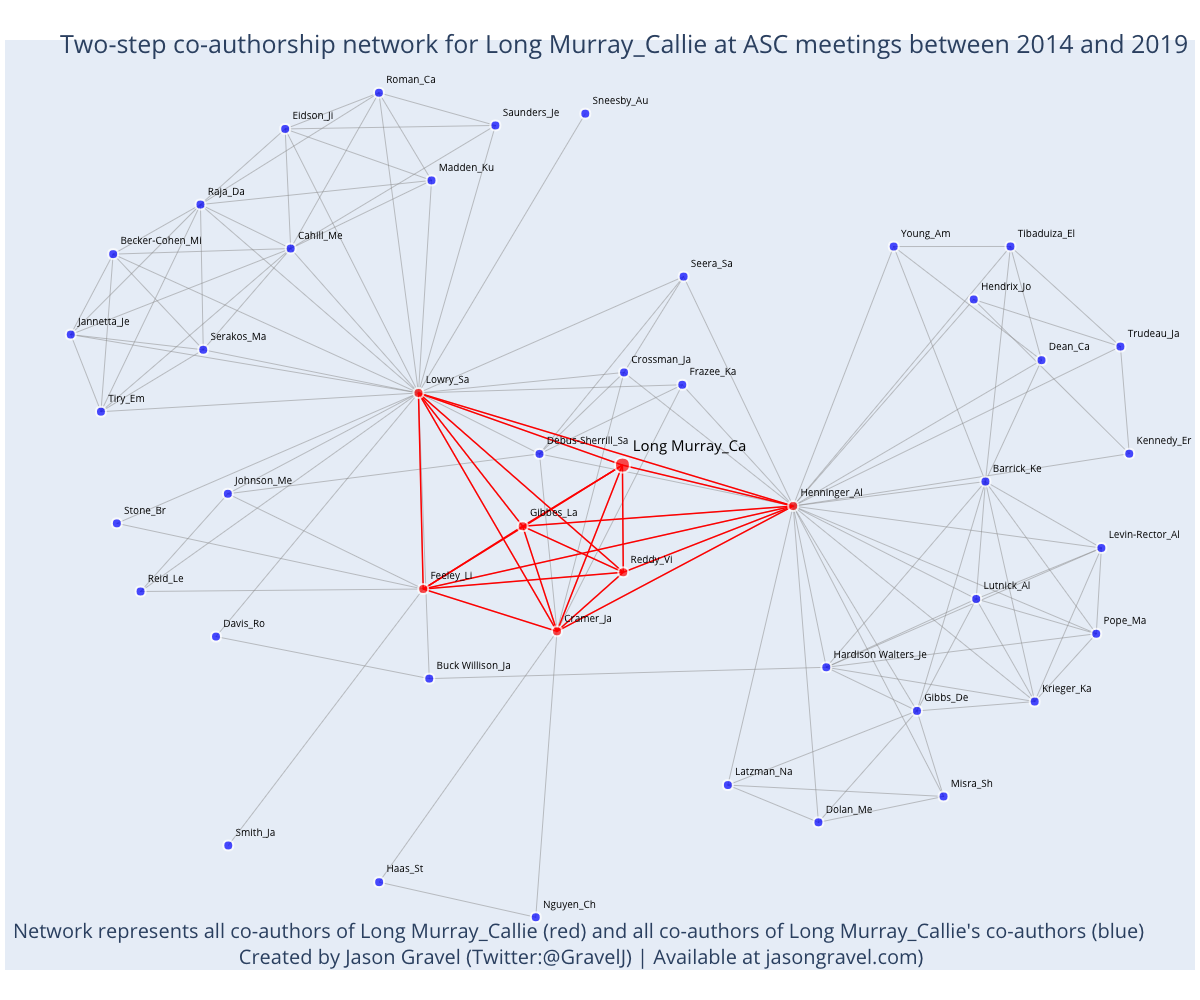 Two-step co-authorship network for Long Murray_Callie at ASC meetings between 2014 and 2019
Roman_Ca
Sneesby_Au
Saunders_Je
Eidson_Ji
Madden_Ku
Raja_Da
Cahill_Me
Becker-Cohen_Mi
Young_Am
Tibaduiza_El
Seera_Sa
Hendrix_Jo
Jannetta_Je
Serakos_Ma
Trudeau_Ja
Dean_Ca
Crossman_Ja
Frazee_Ka
Lowry_Sa
Tiry_Em
Debus-Sherrill_Sa
Long Murray_Ca
Kennedy_Er
Barrick_Ke
Johnson_Me
Henninger_Al
Stone_Br
Gibbes_La
Levin-Rector_Al
Reddy_Vi
Feeley_Li
Reid_Le
Lutnick_Al
Cramer_Ja
Pope_Ma
Davis_Ro
Hardison Walters_Je
Buck Willison_Ja
Krieger_Ka
Gibbs_De
Latzman_Na
Misra_Sh
Dolan_Me
Smith_Ja
Haas_St
Nguyen_Ch
Network represents all co-authors of Long Murray_Callie (red) and all co-authors of Long Murray_Callie's co-authors (blue)
Created by Jason Gravel (Twitter:@GravelJ) | Available at jasongravel.com)